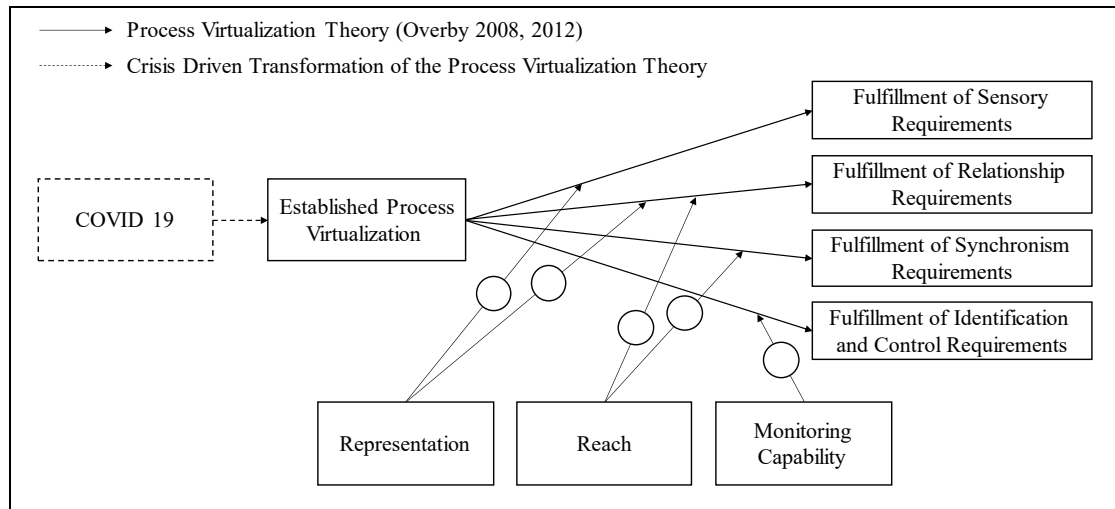 Process Virtualization Theory (Overby 2008, 2012)
Crisis Driven Transformation of the Process Virtualization Theory
Fulfillment of Sensory
Requirements
Fulfillment of Relationship
Requirements
COVID 19
Established Process
Virtualization
Fulfillment of Synchronism
Requirements
Fulfillment of Identification
and Control Requirements
Representation
Reach
Monitoring
Capability